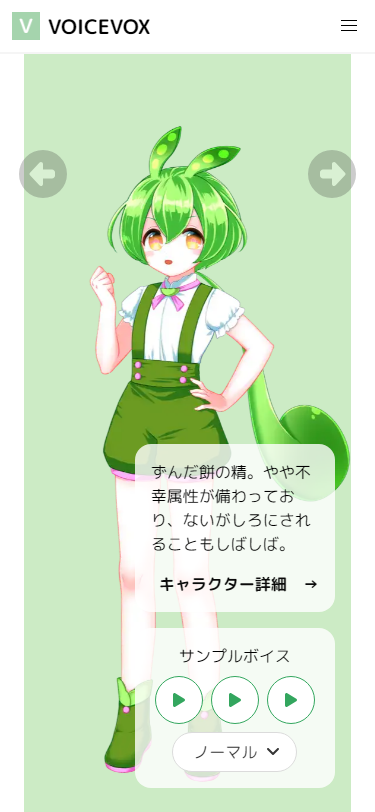 V VOICEVOX
ずんだ餅の精。やや不
幸属性が備わってお
り、ないがしろにされ
ることもしばしば。
キャラクター詳細 →
サンプルボイス
ノーマル